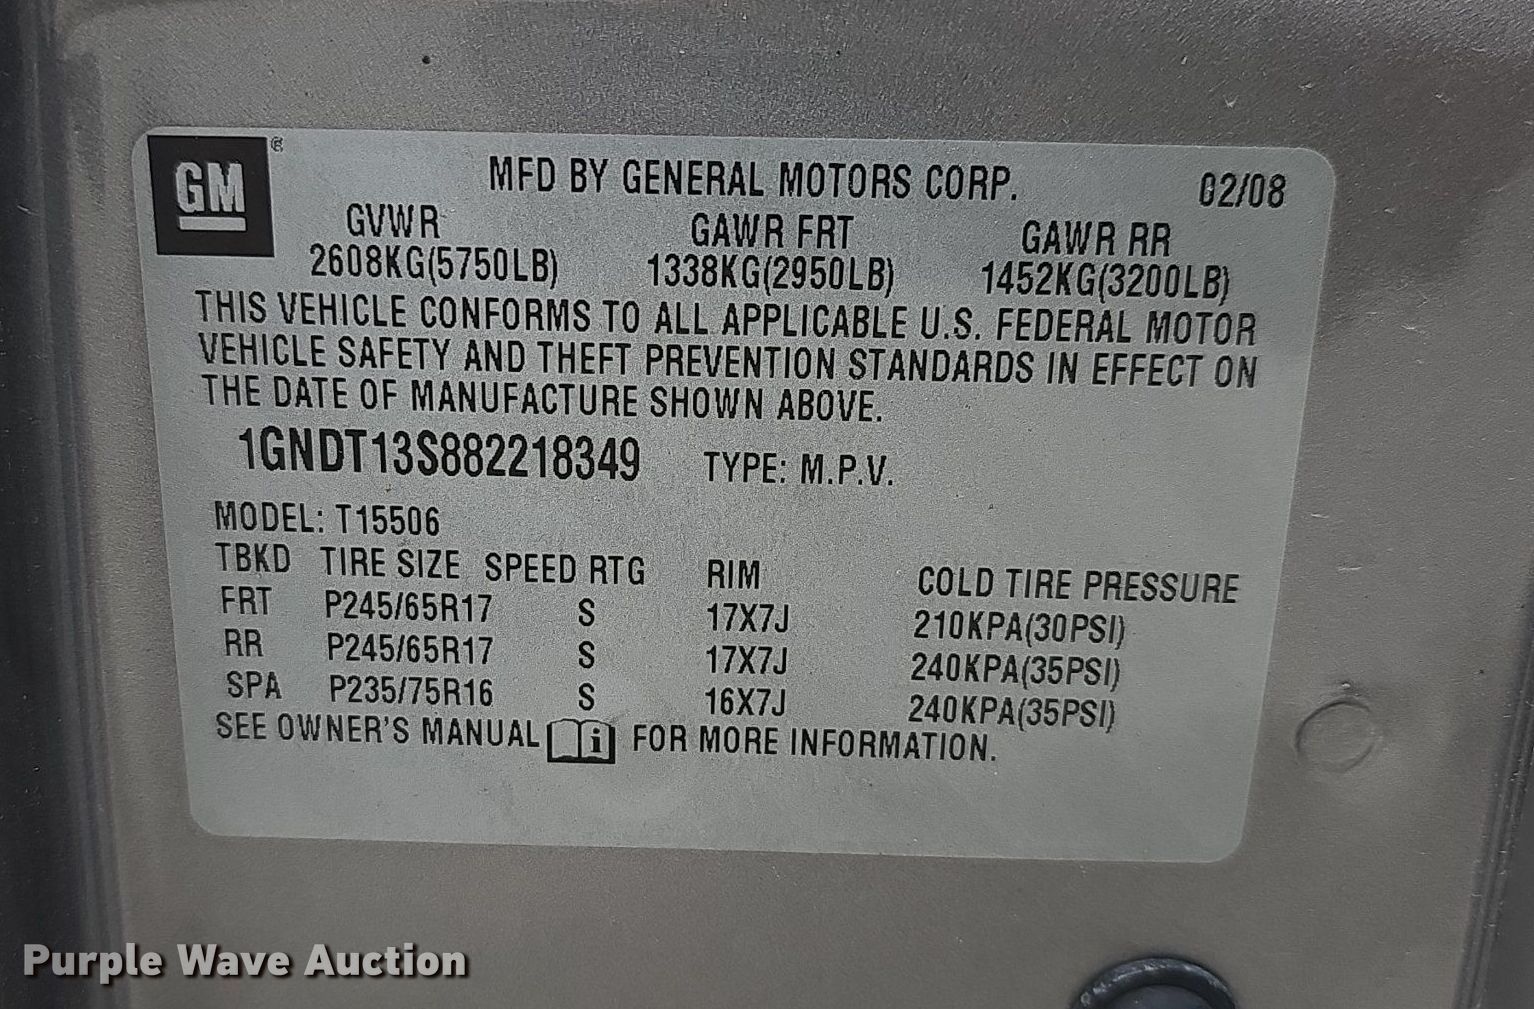 GM
MFD BY GENERAL MOTORS CORP. 02/08
GVWR GAWR FRT GAWR RR
2608KG(5750LB) 1338KG(2950LB) 1452KG(3200LB)
THIS VEHICLE CONFORMS TO ALL APPLICABLE U.S. FEDERAL MOTOR
VEHICLE SAFETY AND THEFT PREVENTION STANDARDS IN EFFECT ON
THE DATE OF MANUFACTURE SHOWN ABOVE.
1GNDT13S882218349 TYPE: M.P.V.
MODEL: T15506
TBKD TIRE SIZE SPEED RTG RIM COLD TIRE PRESSURE
FRT P245/65R17 S 17X7J 210KPA(30PSI)
RR P245/65R17 S 17X7J 240KPA(35PSI)
SPA P235/75R16 S 16X7J 240KPA(35PSI)
SEE OWNER'S MANUAL i FOR MORE INFORMATION.
Purple Wave Auction